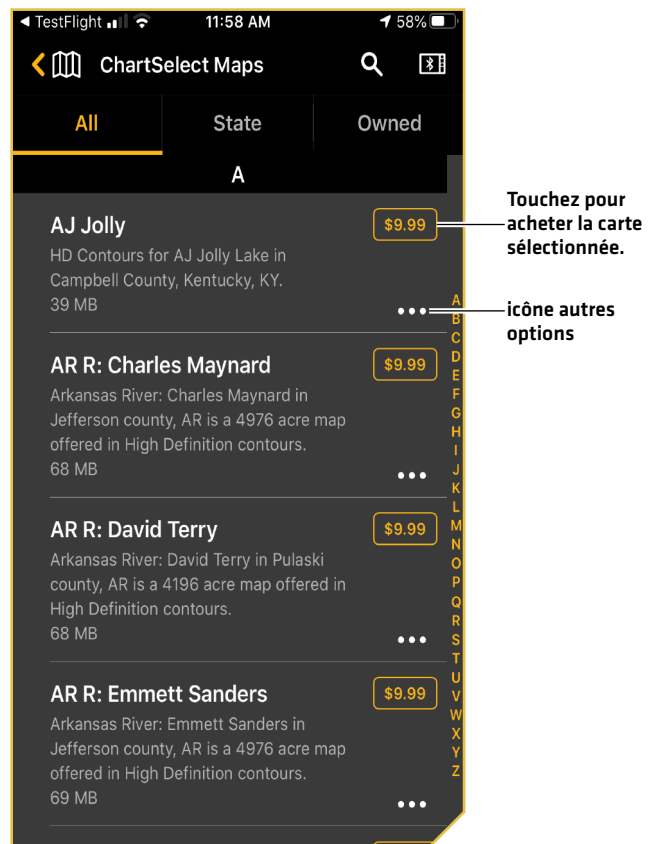 TestFlight 11:58 AM 58%
ChartSelect Maps
All State Owned
A
AJ Jolly $9.99
HD Contours for AJ Jolly Lake in
Campbell County, Kentucky, KY.
39 MB
AR R: Charles Maynard $9.99
Arkansas River: Charles Maynard in
Jefferson county, AR is a 4976 acre map
offered in High Definition contours.
68 MB
AR R: David Terry $9.99
Arkansas River: David Terry in Pulaski
county, AR is a 4196 acre map offered in
High Definition contours.
68 MB
AR R: Emmett Sanders $9.99
Arkansas River: Emmett Sanders in
Jefferson county, AR is a 4976 acre map
offered in High Definition contours.
69 MB
A
B
C
D
E
F
G
H
I
J
K
L
M
N
O
P
Q
R
S
T
U
V
W
X
Y
Z
Touchez pour
acheter la carte
sélectionnée.
icône autres
options